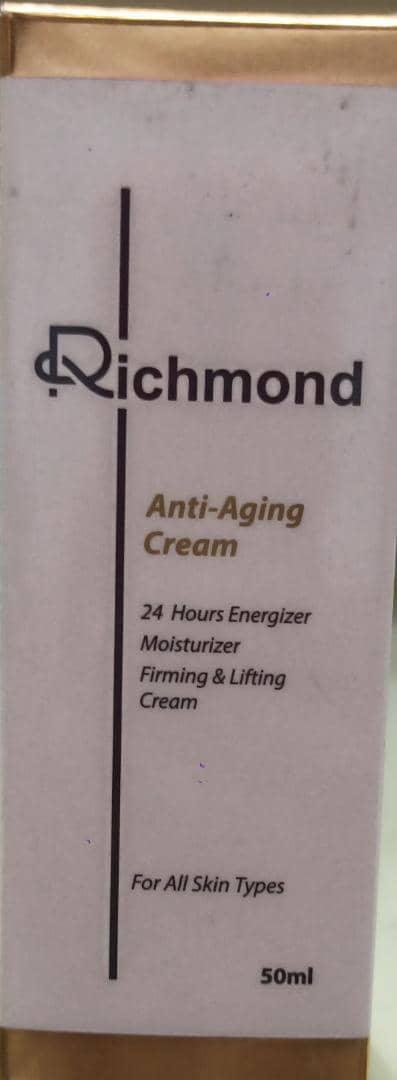 Richmond
Anti-Aging
Cream
24 Hours Energizer
Moisturizer
Firming & Lifting
Cream
For All Skin Types
50ml